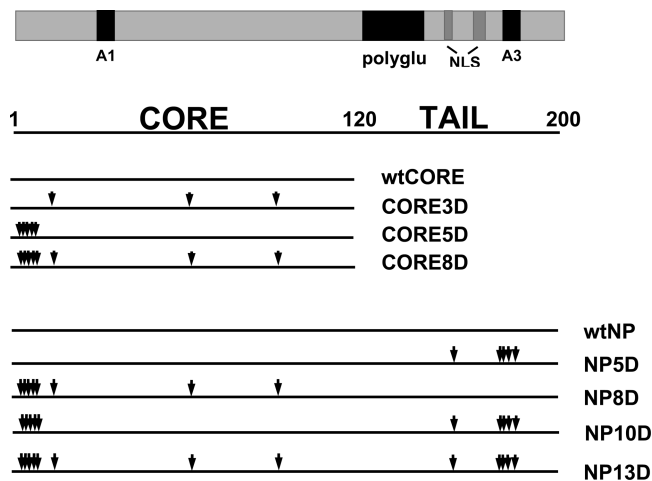 A1 polyglu NLS A3
1 CORE 120 TAIL 200
wtCORE
CORE3D
CORE5D
CORE8D
wtNP
NP5D
NP8D
NP10D
NP13D